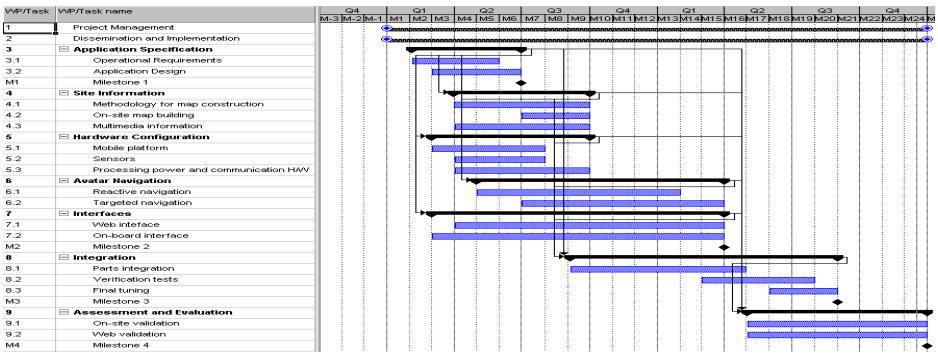 WP/Task WP/Task name Q4 Q1 Q2 Q3 Q4 Q1 Q2 Q3 Q4
M-3 M-2 M-1 M1 M2 M3 M4 M5 M6 M7 M8 M9 M10 M11 M12 M13 M14 M15 M16 M17 M18 M19 M20 M21 M22 M23 M24 M
1 Project Management
2 Dissemination and Implementation
3 Application Specification
3.1 Operational Requirements
3.2 Application Design
M1 Milestone 1
4 Site Information
4.1 Methodology for map construction
4.2 On-site map building
4.3 Multimedia information
5 Hardware Configuration
5.1 Mobile platform
5.2 Sensors
5.3 Processing power and communication HW
6 Avatar Navigation
6.1 Reactive navigation
6.2 Targeted navigation
7 Interfaces
7.1 Web inteface
7.2 On-board interface
M2 Milestone 2
8 Integration
8.1 Parts integration
8.2 Verification tests
8.3 Final tuning
M3 Milestone 3
9 Assessment and Evaluation
9.1 On-site validation
9.2 Web validation
M4 Milestone 4